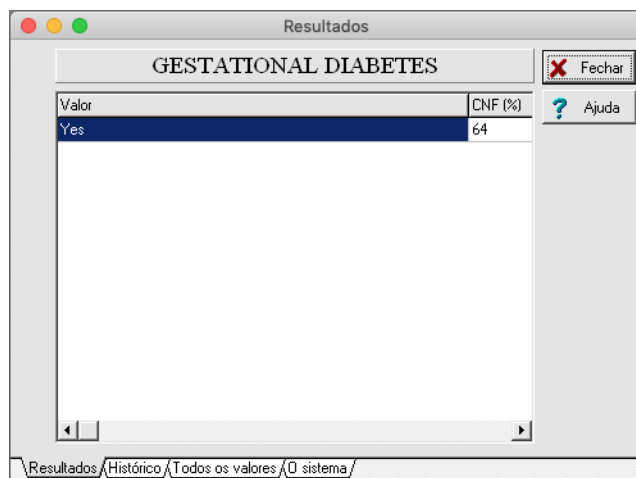 Resultados
GESTATIONAL DIABETES
Fechar
Valor CNF (%)
Ajuda
Yes 64
Resultados Histórico Todos os valores O sistema